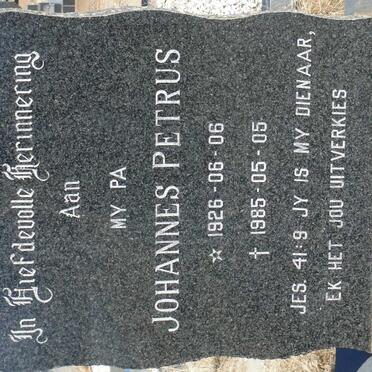 In Liefdevolle Herinnering
Aan
MY PA
JOHANNES PETRUS
☆ 1926-06-06
† 1985-05-05
JES. 41:9 JY IS MY DIENAAR,
EK HET JOU UITVERKIES